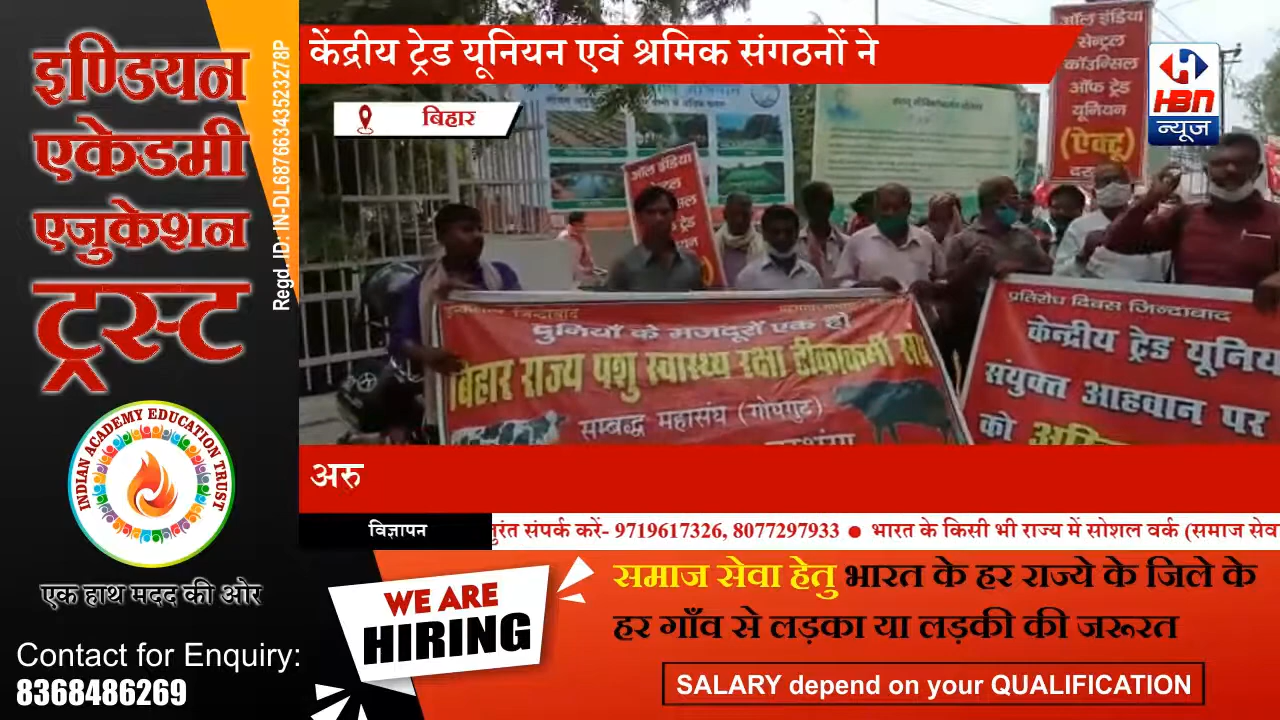 इण्डियन
एकेडमी
एजुकेशन
ट्रस्ट
Regd. ID: IN-DL68766343523278P
INDIAN ACADEMY EDUCATION TRUST
एक हाथ मदद की ओर
Contact for Enquiry:
8368486269
केंद्रीय ट्रेड यूनियन एवं श्रमिक संगठनों ने
बिहार
HBN
न्यूज
ऑल इंडिया
सेन्ट्रल
कॉउन्सिल
ऑफ ट्रेड
यूनियन
(ऐक्टू)
ऑल इंडिया
जिन्दाबाद
दुनियाँ के मजदूरों एक हो
बिहार राज्य पशु स्वास्थ्य रक्षा टीकाकर्मी संघ
सम्बद्ध महासंघ (गोपगुट)
प्रतिरोध दिवस जिन्दाबाद
केन्द्रीय ट्रेड यूनिय
संयुक्त आहवान पर
को
अरु
विज्ञापन
तुरंत संपर्क करें- 9719617326, 8077297933 ● भारत के किसी भी राज्य में सोशल वर्क (समाज सेव
WE ARE
HIRING
समाज सेवा हेतु भारत के हर राज्ये के जिले के
हर गाँव से लड़का या लड़की की जरूरत
SALARY depend on your QUALIFICATION